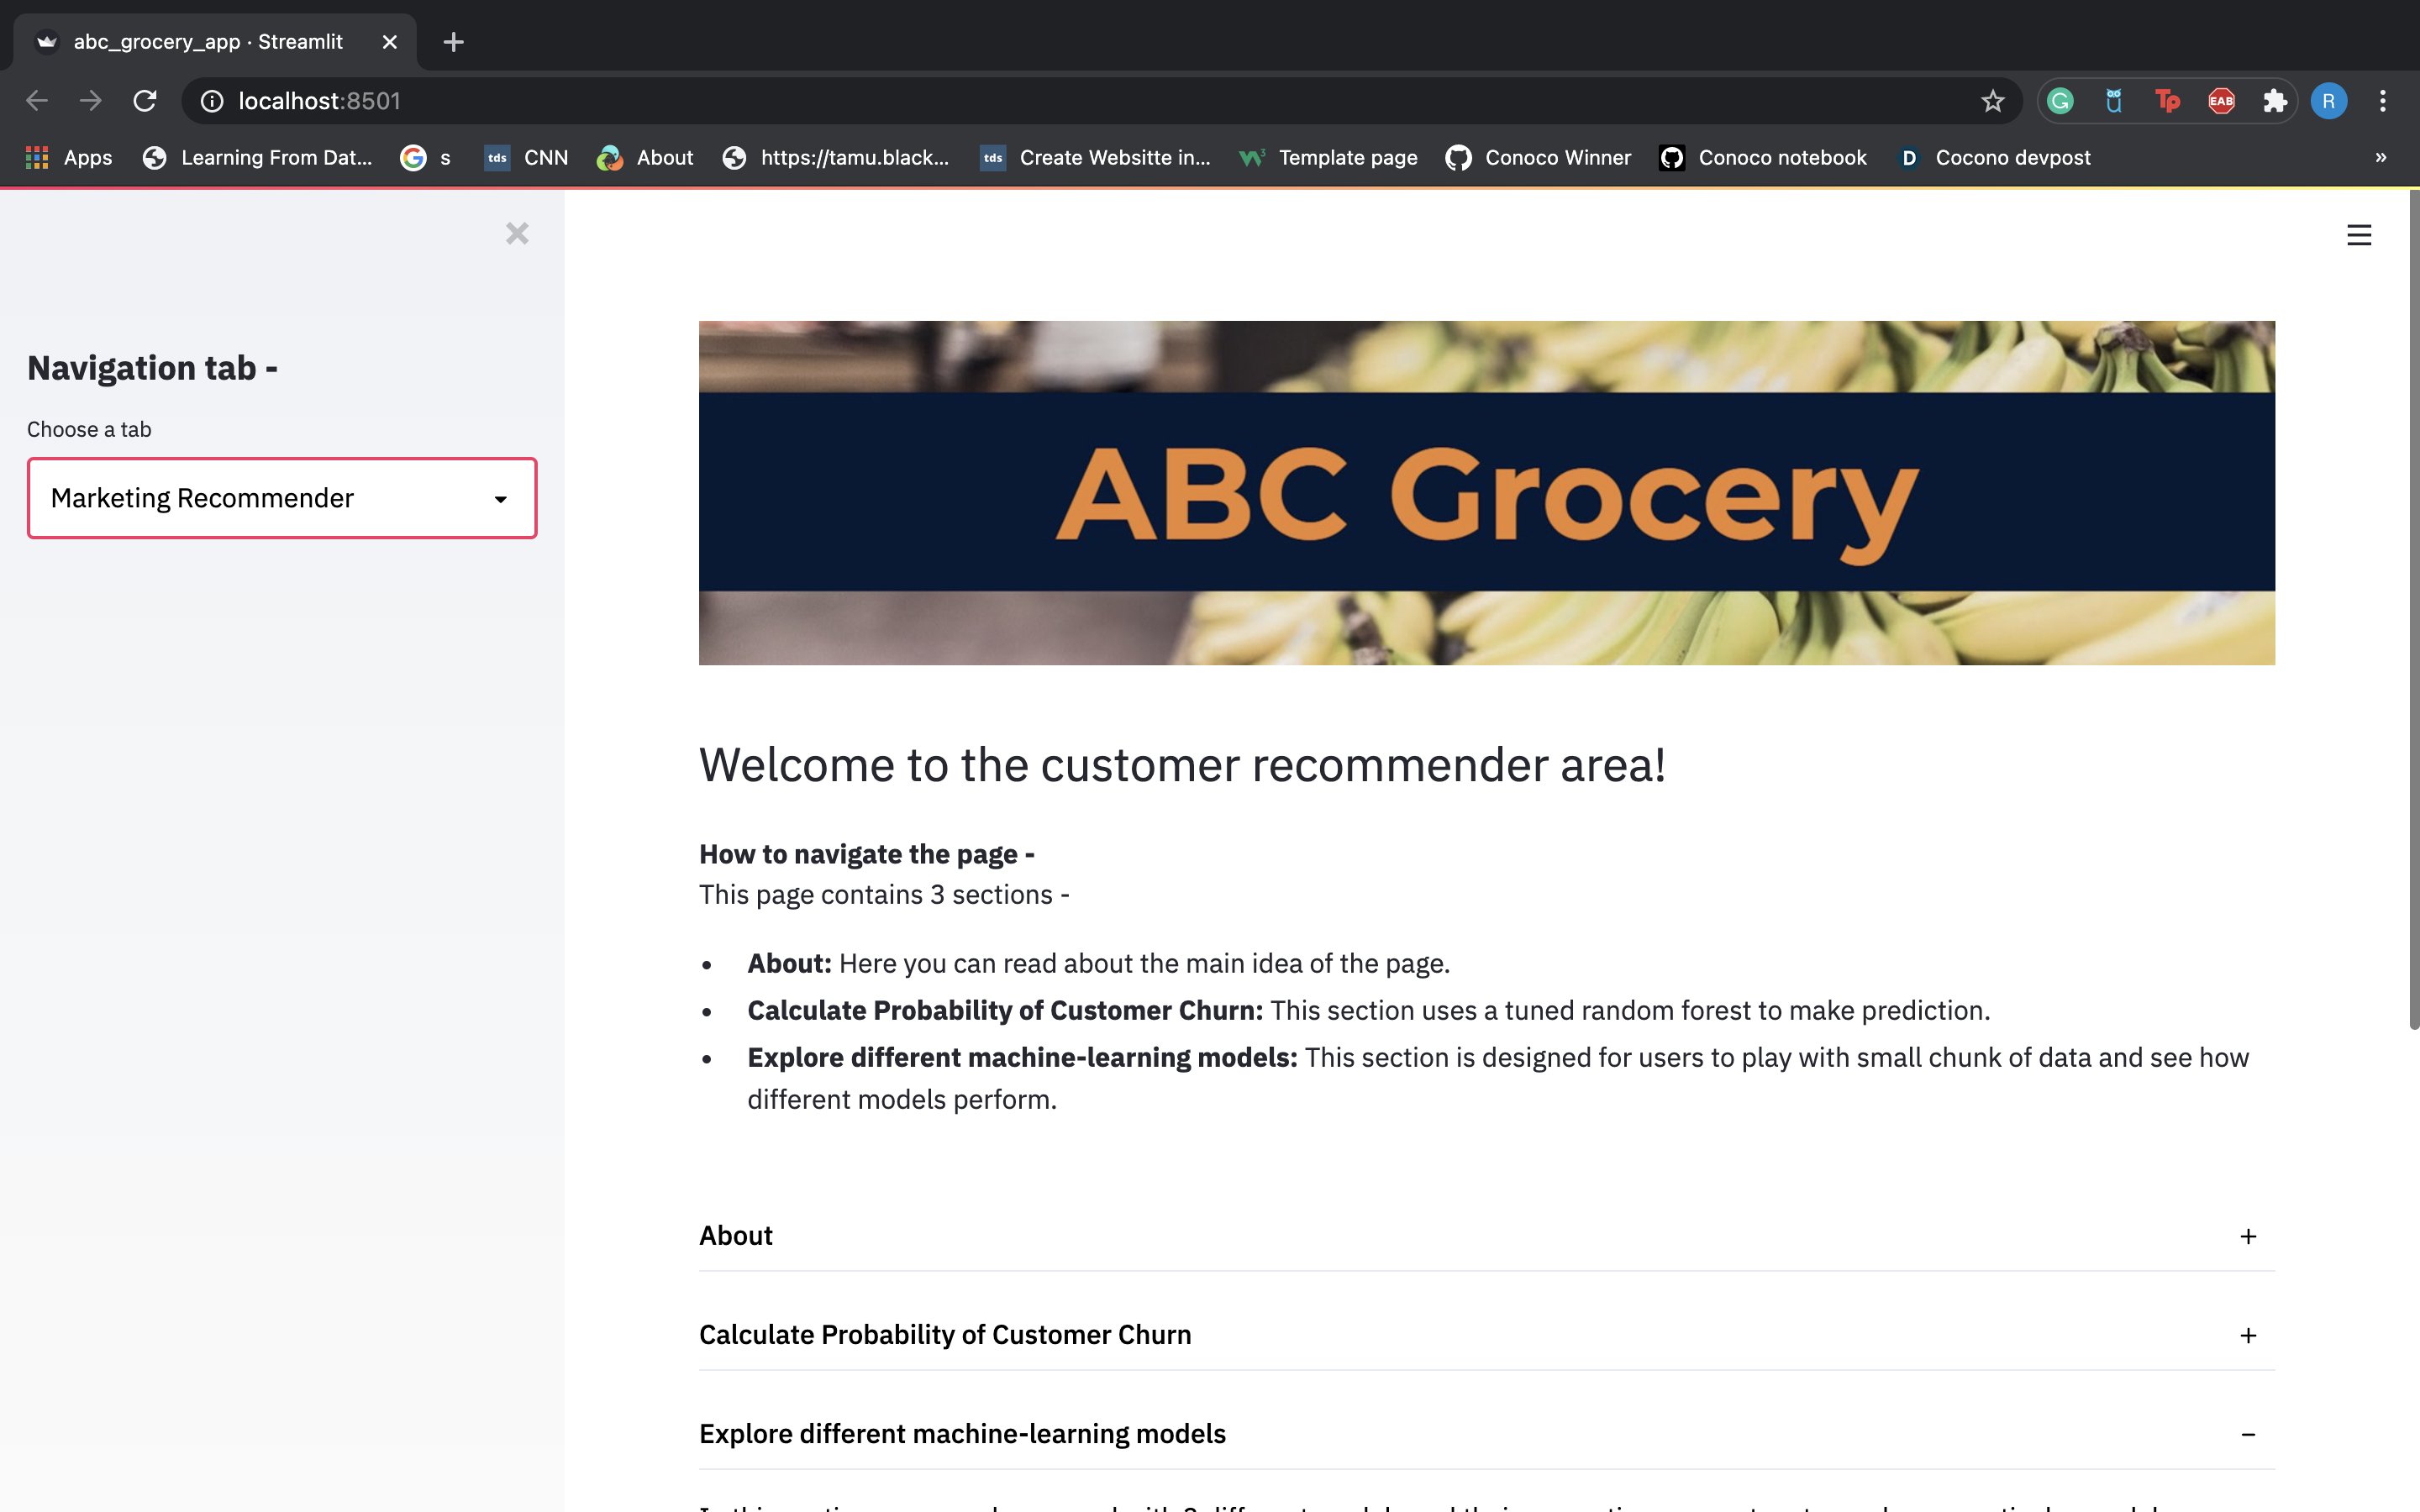 abc_grocery_app · Streamlit
localhost:8501
EAB
R
Apps
Learning From Dat...
s
tds CNN
About
https://tamu.black...
tds Create Websitte in...
Template page
Conoco Winner
Conoco notebook
D Cocono devpost
»
Navigation tab -
Choose a tab
Marketing Recommender
ABC Grocery
Welcome to the customer recommender area!
How to navigate the page -
This page contains 3 sections -
• About: Here you can read about the main idea of the page.
• Calculate Probability of Customer Churn: This section uses a tuned random forest to make prediction.
• Explore different machine-learning models: This section is designed for users to play with small chunk of data and see how
different models perform.
About
Calculate Probability of Customer Churn
Explore different machine-learning models